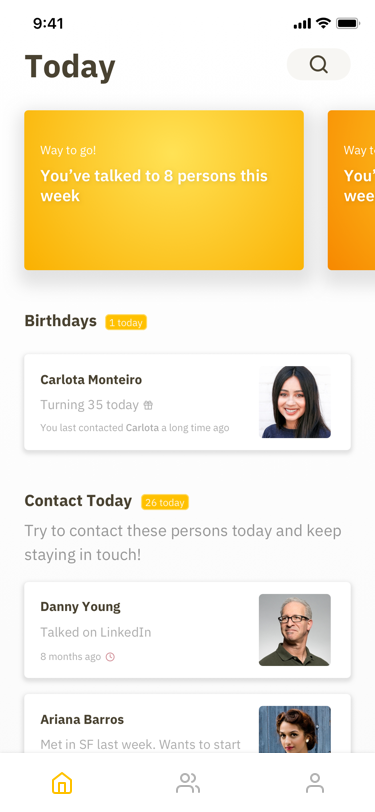 9:41
Today
Way to go!
You've talked to 8 persons this
week
Way t
You'
wee
Birthdays 1 today
Carlota Monteiro
Turning 35 today
You last contacted Carlota a long time ago
Contact Today 26 today
Try to contact these persons today and keep
staying in touch!
Danny Young
Talked on LinkedIn
8 months ago
Ariana Barros
Met in SF last week. Wants to start